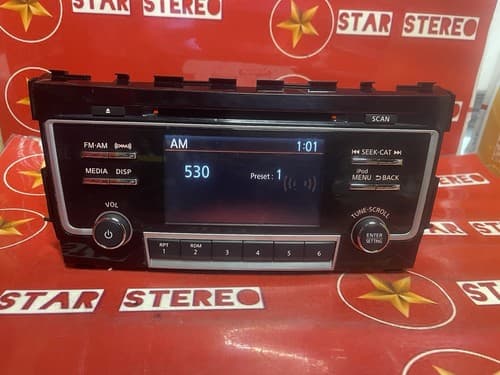 STAR STEREO
STAR STEREO
SCAN
FM·AM
((XM))
AM
1:01
SEEK·CAT
MEDIA
DISP
530
Preset : 1
iPod
MENU
BACK
VOL
TUNE·SCROLL
ENTER
SETTING
RPT
1
RDM
2
3
4
5
6
STAR STEREO
STAR
STEREO
STAR STEREO